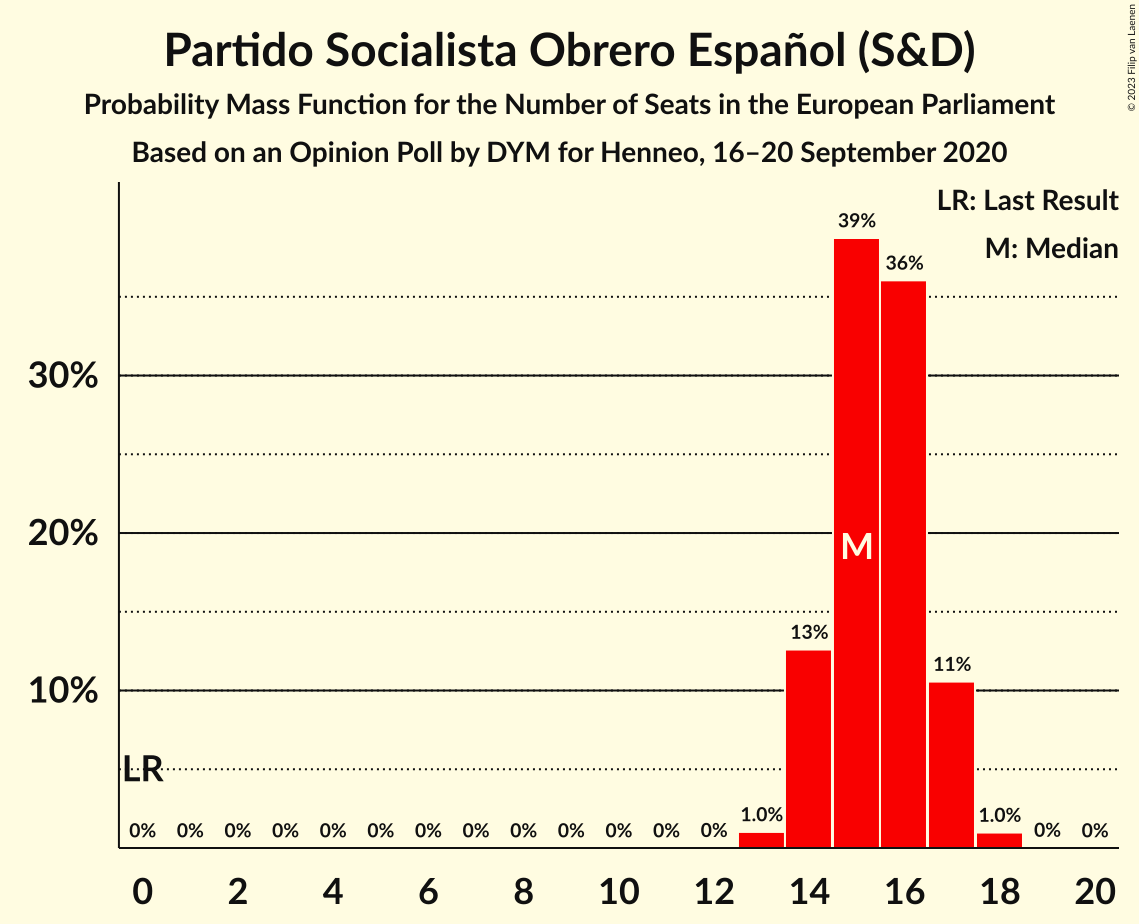 Partido Socialista Obrero Español (S&D)
Probability Mass Function for the Number of Seats in the European Parliament
Based on an Opinion Poll by DYM for Henneo, 16–20 September 2020
© 2023 Filip van Laenen
LR: Last Result
M: Median
39%
36%
30%
20%
M
13%
11%
10%
LR
0% 0% 0% 0% 0% 0% 0% 0% 0% 0% 0% 0% 0% 1.0% 1.0% 0% 0%
0 2 4 6 8 10 12 14 16 18 20